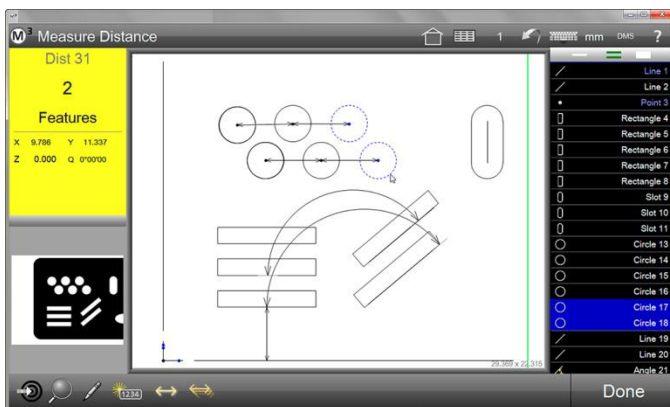 M3 Measure Distance
1
mm
DMS
?
Dist 31
2
Features
X 9.786 Y 11.337
Z 0.000 Q 0°00'00
29.369 x 22.315
Line 1
Line 2
Point 3
Rectangle 4
Rectangle 5
Rectangle 6
Rectangle 7
Rectangle 8
Slot 9
Slot 10
Slot 11
Circle 13
Circle 14
Circle 15
Circle 16
Circle 17
Circle 18
Line 19
Line 20
Angle 21
1234
Done